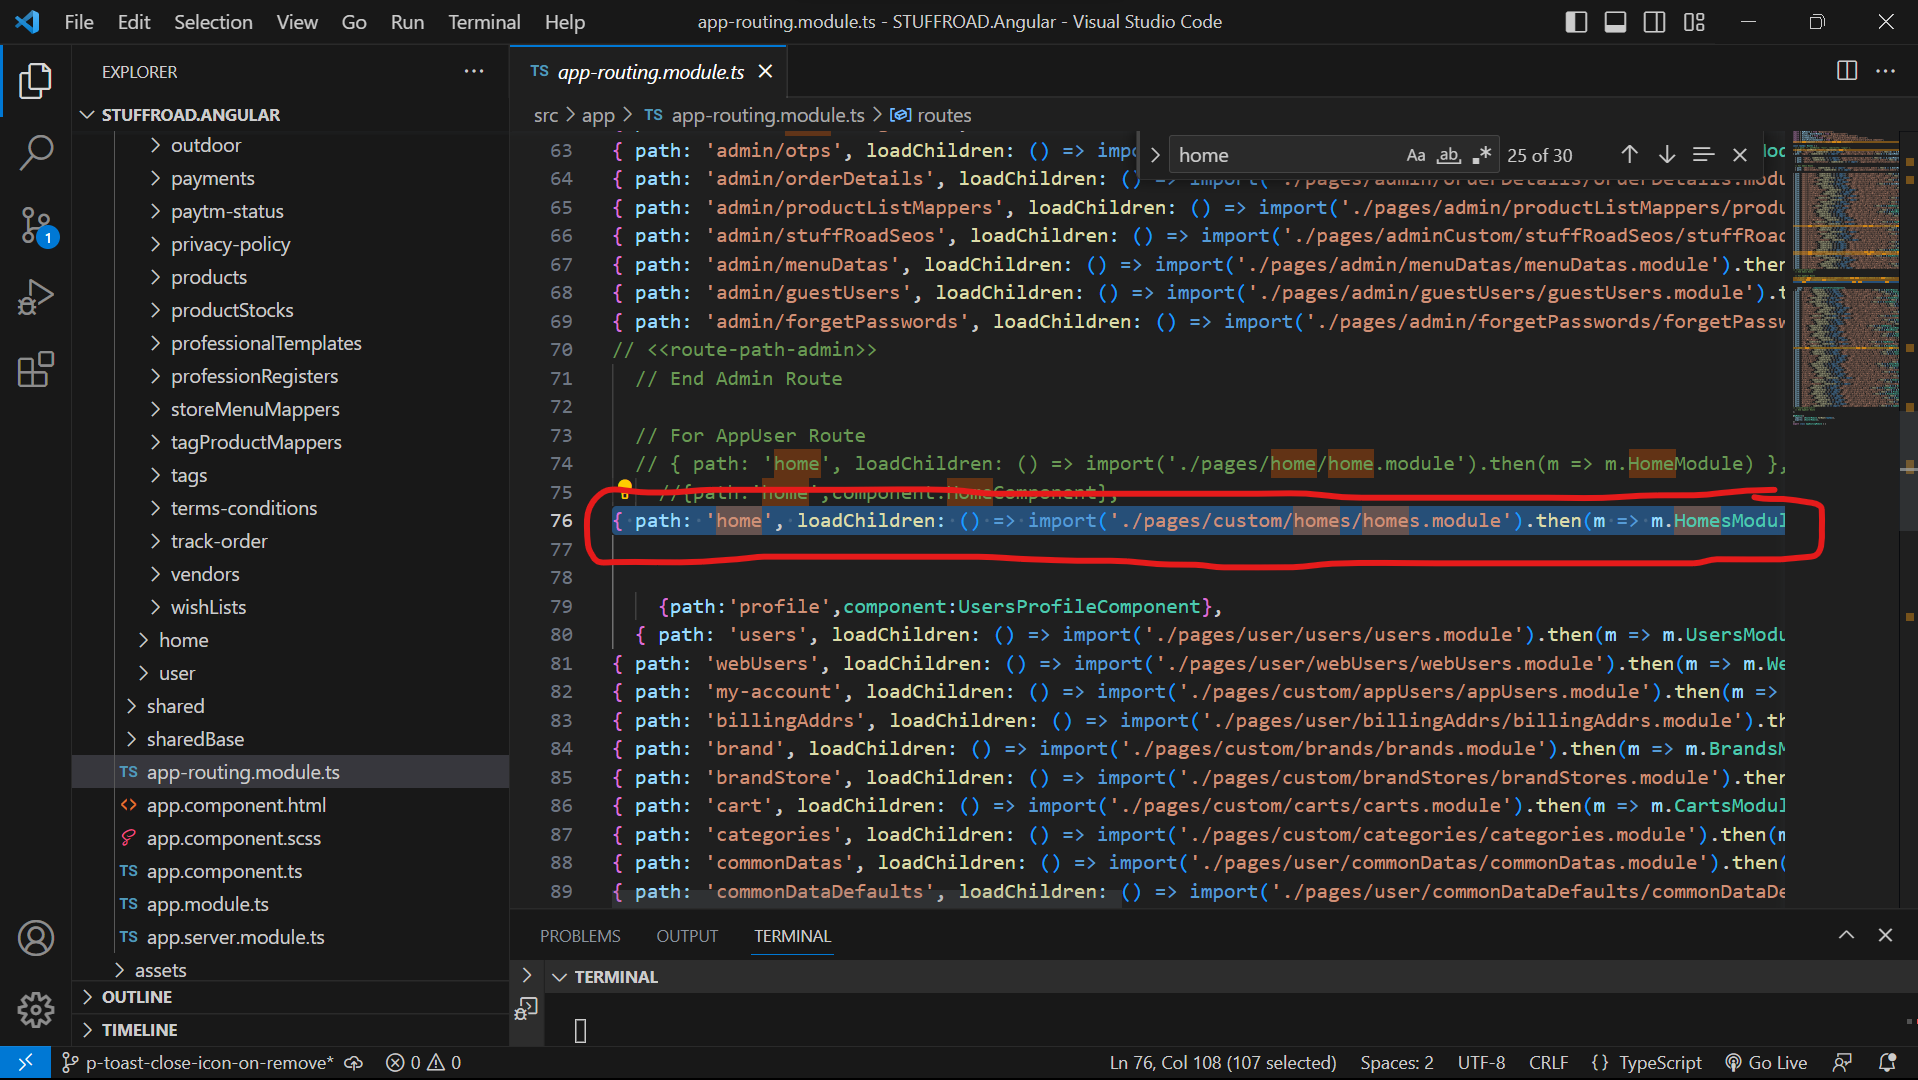 File Edit Selection View Go Run Terminal Help
app-routing.module.ts - STUFFROAD.Angular - Visual Studio Code
EXPLORER
STUFFROAD.ANGULAR
outdoor
payments
paytm-status
privacy-policy
products
productStocks
professionalTemplates
professionRegisters
storeMenuMappers
tagProductMappers
tags
terms-conditions
track-order
vendors
wishLists
home
user
shared
sharedBase
TS app-routing.module.ts
<> app.component.html
app.component.scss
TS app.component.ts
TS app.module.ts
TS app.server.module.ts
assets
OUTLINE
TIMELINE
TS app-routing.module.ts
src > app > TS app-routing.module.ts > routes
home Aa ab 25 of 30
63 { path: 'admin/otps', loadChildren: () => impo
64 { path: 'admin/orderDetails', loadChildren: () => import('./pages/admin/orderDetails/orderDetails.modu
65 { path: 'admin/productListMappers', loadChildren: () => import('./pages/admin/productListMappers/produ
66 { path: 'admin/stuffRoadSeos', loadChildren: () => import('./pages/adminCustom/stuffRoadSeos/stuffRoad
67 { path: 'admin/menuDatas', loadChildren: () => import('./pages/admin/menuDatas/menuDatas.module').then
68 { path: 'admin/guestUsers', loadChildren: () => import('./pages/admin/guestUsers/guestUsers.module').t
69 { path: 'admin/forgetPasswords', loadChildren: () => import('./pages/admin/forgetPasswords/forgetPassw
70 // <<route-path-admin>>
71 // End Admin Route
72
73 // For AppUser Route
74 // { path: 'home', loadChildren: () => import('./pages/home/home.module').then(m => m.HomeModule) },
75 //{path:'home',component:HomeComponent},
76 { path: 'home', loadChildren: () => import('./pages/custom/homes/homes.module').then(m => m.HomesModul
77
78
79 {path:'profile',component:UsersProfileComponent},
80 { path: 'users', loadChildren: () => import('./pages/user/users/users.module').then(m => m.UsersModu
81 { path: 'webUsers', loadChildren: () => import('./pages/user/webUsers/webUsers.module').then(m => m.We
82 { path: 'my-account', loadChildren: () => import('./pages/custom/appUsers/appUsers.module').then(m =>
83 { path: 'billingAddrs', loadChildren: () => import('./pages/user/billingAddrs/billingAddrs.module').th
84 { path: 'brand', loadChildren: () => import('./pages/custom/brands/brands.module').then(m => m.BrandsM
85 { path: 'brandStore', loadChildren: () => import('./pages/custom/brandStores/brandStores.module').then
86 { path: 'cart', loadChildren: () => import('./pages/custom/carts/carts.module').then(m => m.CartsModul
87 { path: 'categories', loadChildren: () => import('./pages/custom/categories/categories.module').then(m
88 { path: 'commonDatas', loadChildren: () => import('./pages/user/commonDatas/commonDatas.module').then(
89 { path: 'commonDataDefaults', loadChildren: () => import('./pages/user/commonDataDefaults/commonDataDe
PROBLEMS OUTPUT TERMINAL
TERMINAL
1
p-toast-close-icon-on-remove* 0 0
Ln 76, Col 108 (107 selected) Spaces: 2 UTF-8 CRLF {} TypeScript Go Live